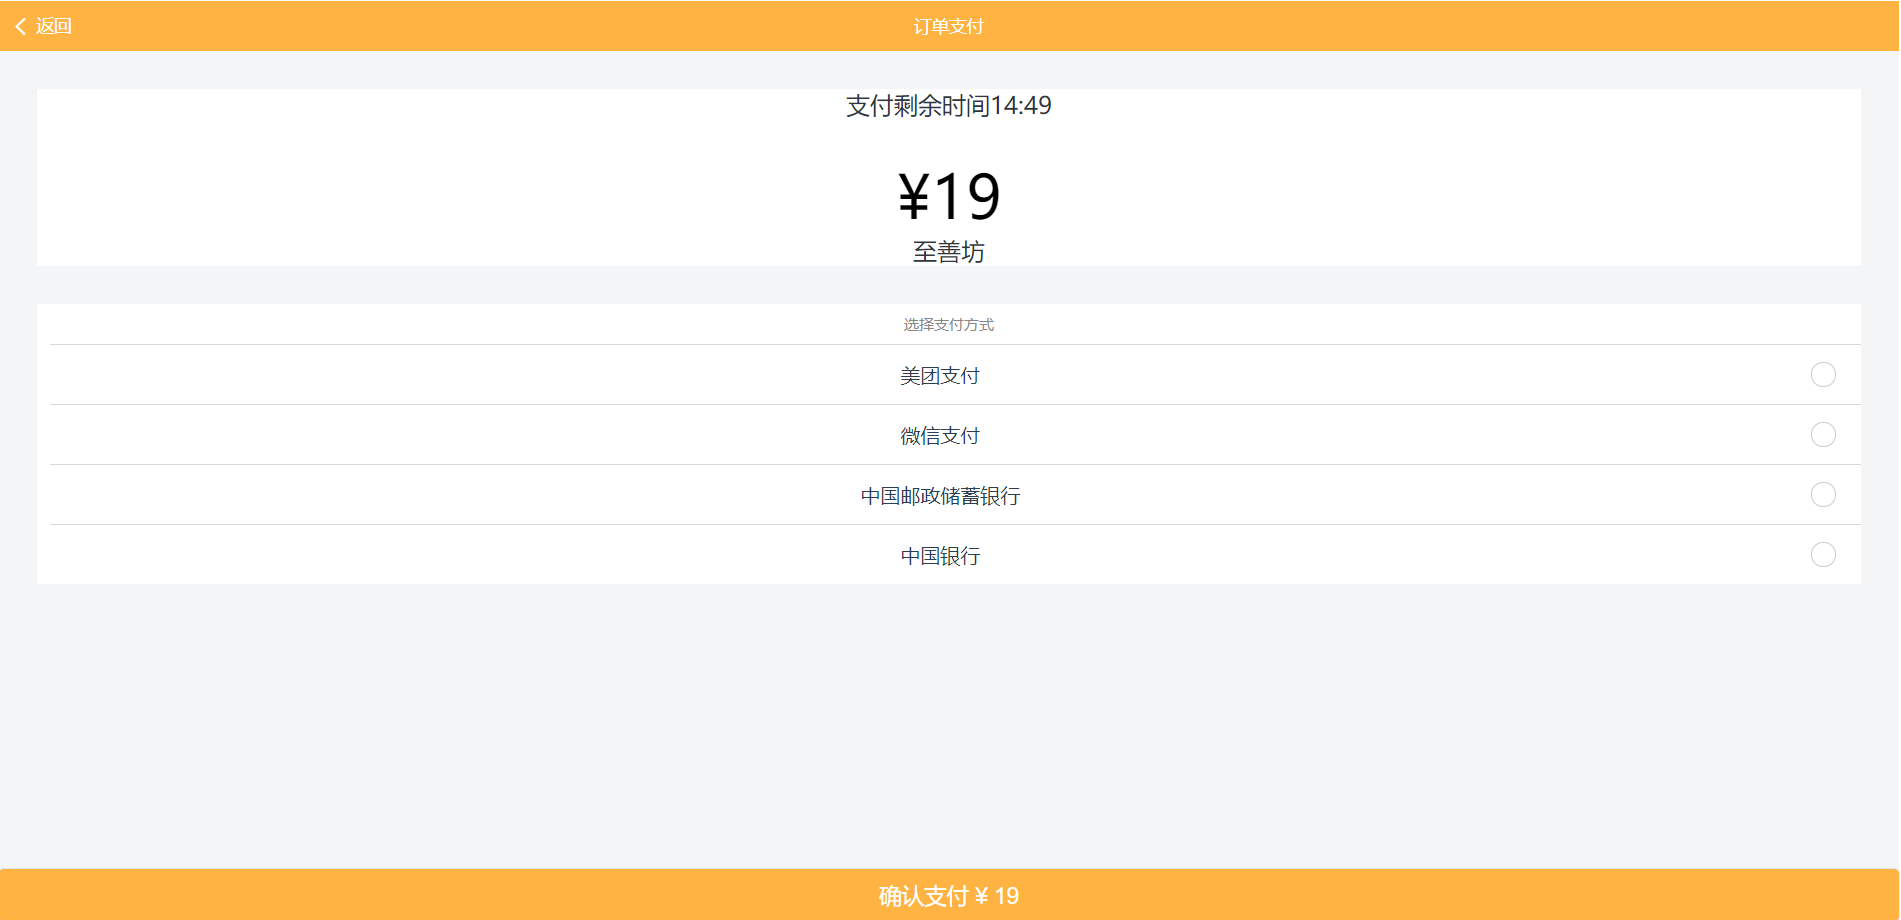 返回
订单支付
支付剩余时间14:49
¥19
至善坊
选择支付方式
美团支付
微信支付
中国邮政储蓄银行
中国银行
确认支付 ¥ 19